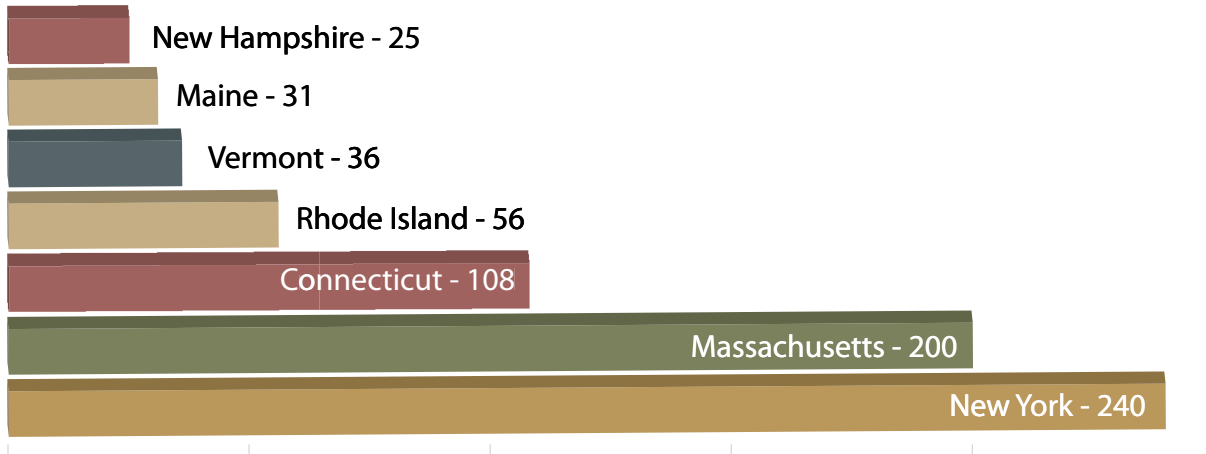 New Hampshire - 25
Maine - 31
Vermont - 36
Rhode Island - 56
Connecticut - 108
Massachusetts - 200
New York - 240